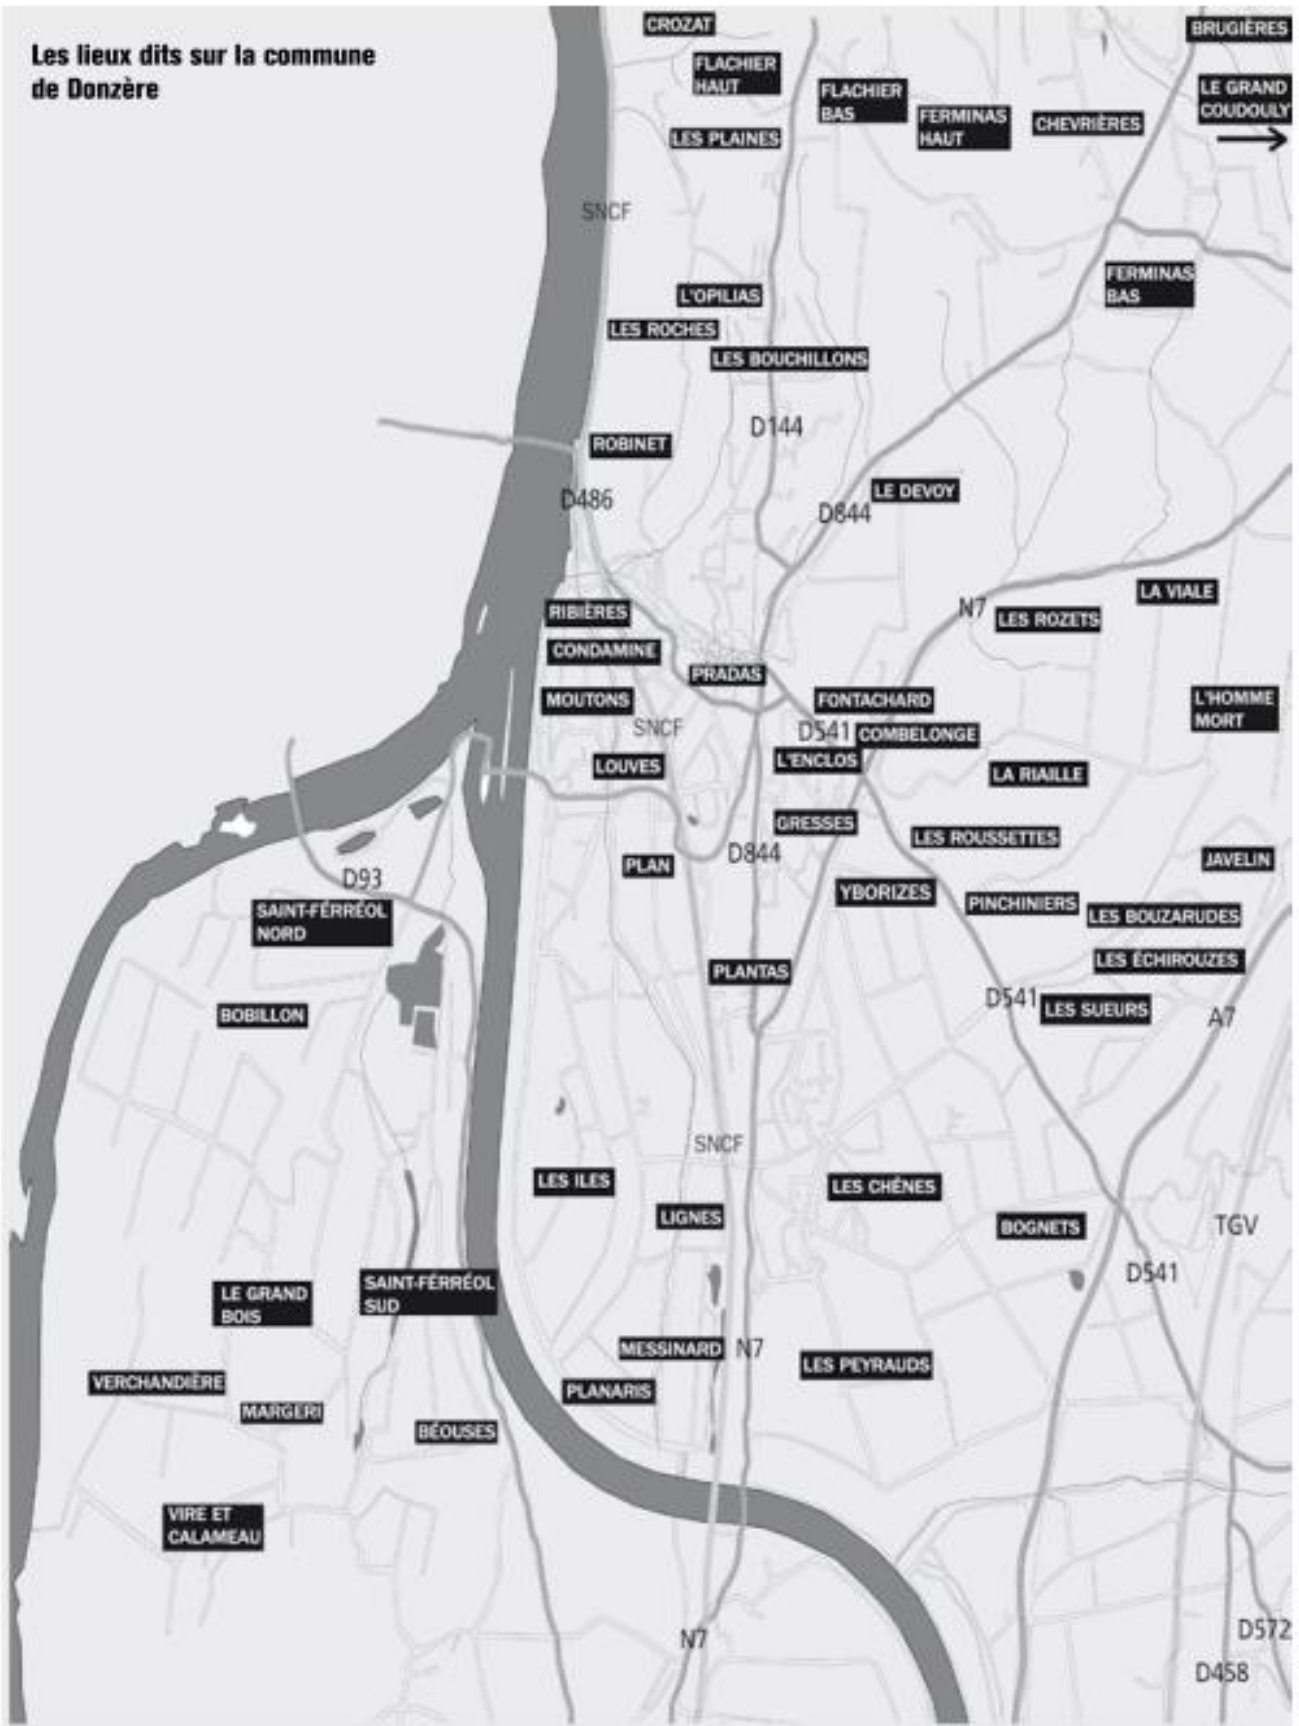 Les lieux dits sur la commune
de Donzère
CROZAT
BRUGIÈRES
FLACHIER
HAUT
FLACHIER
BAS
LE GRAND
COUDOULY
FERMINAS
HAUT
CHEVRIÈRES
LES PLAINES
SNCF
FERMINAS
BAS
L'OPILIAS
LES ROCHES
LES BOUCHILLONS
D144
ROBINET
D486
LE DEVOY
D844
LA VIALE
N7
LES ROZETS
RIBIÈRES
CONDAMINE
PRADAS
MOUTONS
FONTACHARD
L'HOMME
MORT
SNCF
D541
COMBELONGE
L'ENCLOS
LOUVES
LA RIAILLE
GRESSES
LES ROUSSETTES
D844
PLAN
JAVELIN
D93
YBORIZES
PINCHINIERS
SAINT-FÉRRÉOL
NORD
LES BOUZARUDES
LES ÉCHIROUZES
PLANTAS
D541
LES SUEURS
A7
BOBILLON
SNCF
LES ILES
LES CHÊNES
LIGNES
BOGNETS
TGV
D541
LE GRAND
BOIS
SAINT-FÉRRÉOL
SUD
MESSINARD
N7
LES PEYRAUDS
VERCHANDIÈRE
PLANARIS
MARGERI
BÉOUSES
VIRE ET
CALAMEAU
N7
D572
D458